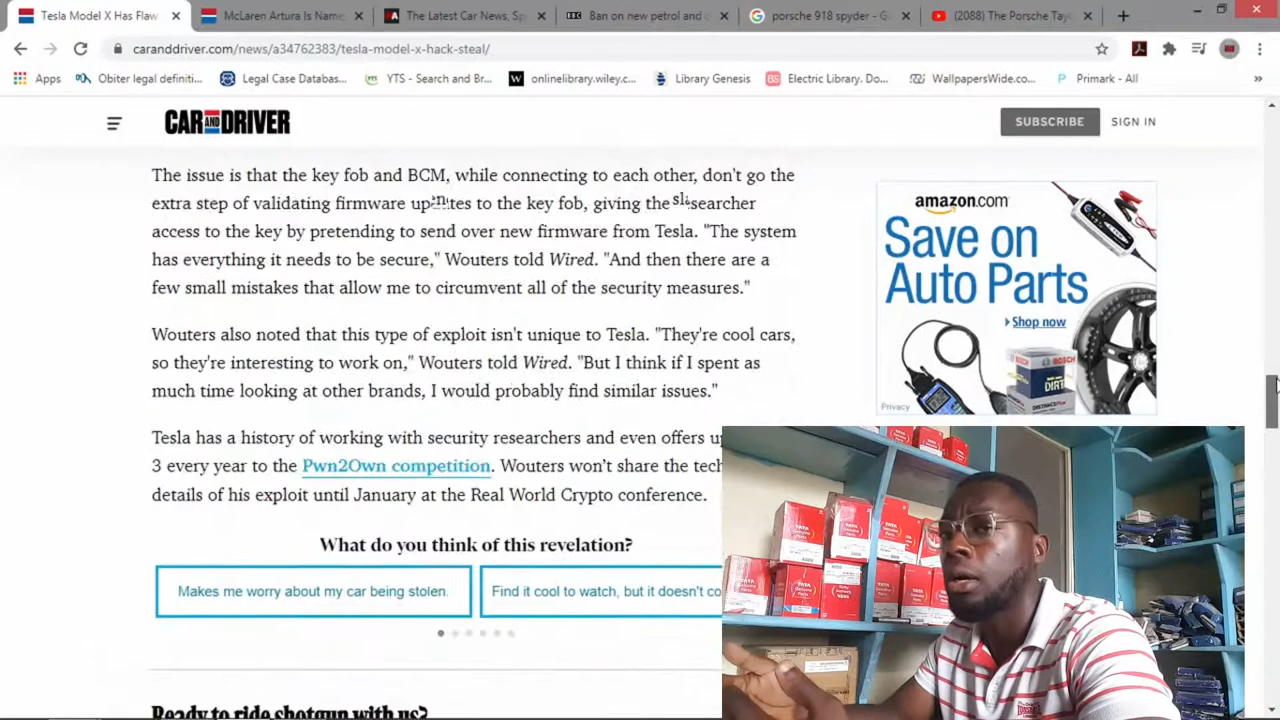 Tesla Model X Has Flaw
McLaren Artura Is Name
The Latest Car News, Sp
Ban on new petrol and
porsche 918 spyder - G
(2088) The Porsche Tay
caranddriver.com/news/a34762383/tesla-model-x-hack-steal/
Apps
Obiter legal definiti...
Legal Case Databas...
YTS - Search and Br...
onlinelibrary.wiley.c...
Library Genesis
Electric Library. Do...
WallpapersWide.co...
Primark - All
CAR AND DRIVER
SUBSCRIBE
SIGN IN
The issue is that the key fob and BCM, while connecting to each other, don't go the
extra step of validating firmware to the key fob, giving the
access to the key by pretending to send over new firmware from Tesla. "The system
has everything it needs to be secure," Wouters told Wired. "And then there are a
few small mistakes that allow me to circumvent all of the security measures."
Wouters also noted that this type of exploit isn't unique to Tesla. "They're cool cars,
so they're interesting to work on," Wouters told Wired. "But I think if I spent as
much time looking at other brands, I would probably find similar issues."
Tesla has a history of working with security researchers and even offers u
3 every year to the Pwn2Own competition. Wouters won't share the tech
details of his exploit until January at the Real World Crypto conference.
What do you think of this revelation?
Makes me worry about my car being stolen.
Find it cool to watch, but it doesn't co
Ready to ride shotgun with us?
amazon.com
Save on
Auto Parts
Shop now
BOSCH
DIRT
Privacy
TATA
TATA
TATA